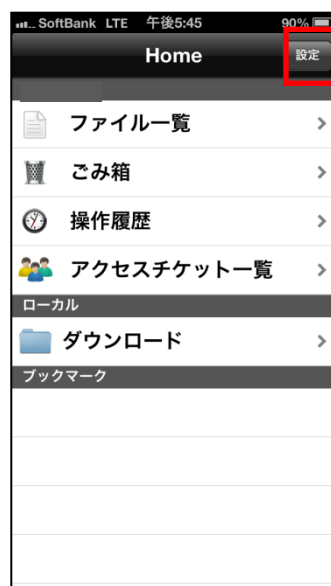 SoftBank LTE 午後5:45 90%
Home
設定
ファイル一覧
ごみ箱
操作履歴
アクセスチケット一覧
ローカル
ダウンロード
ブックマーク